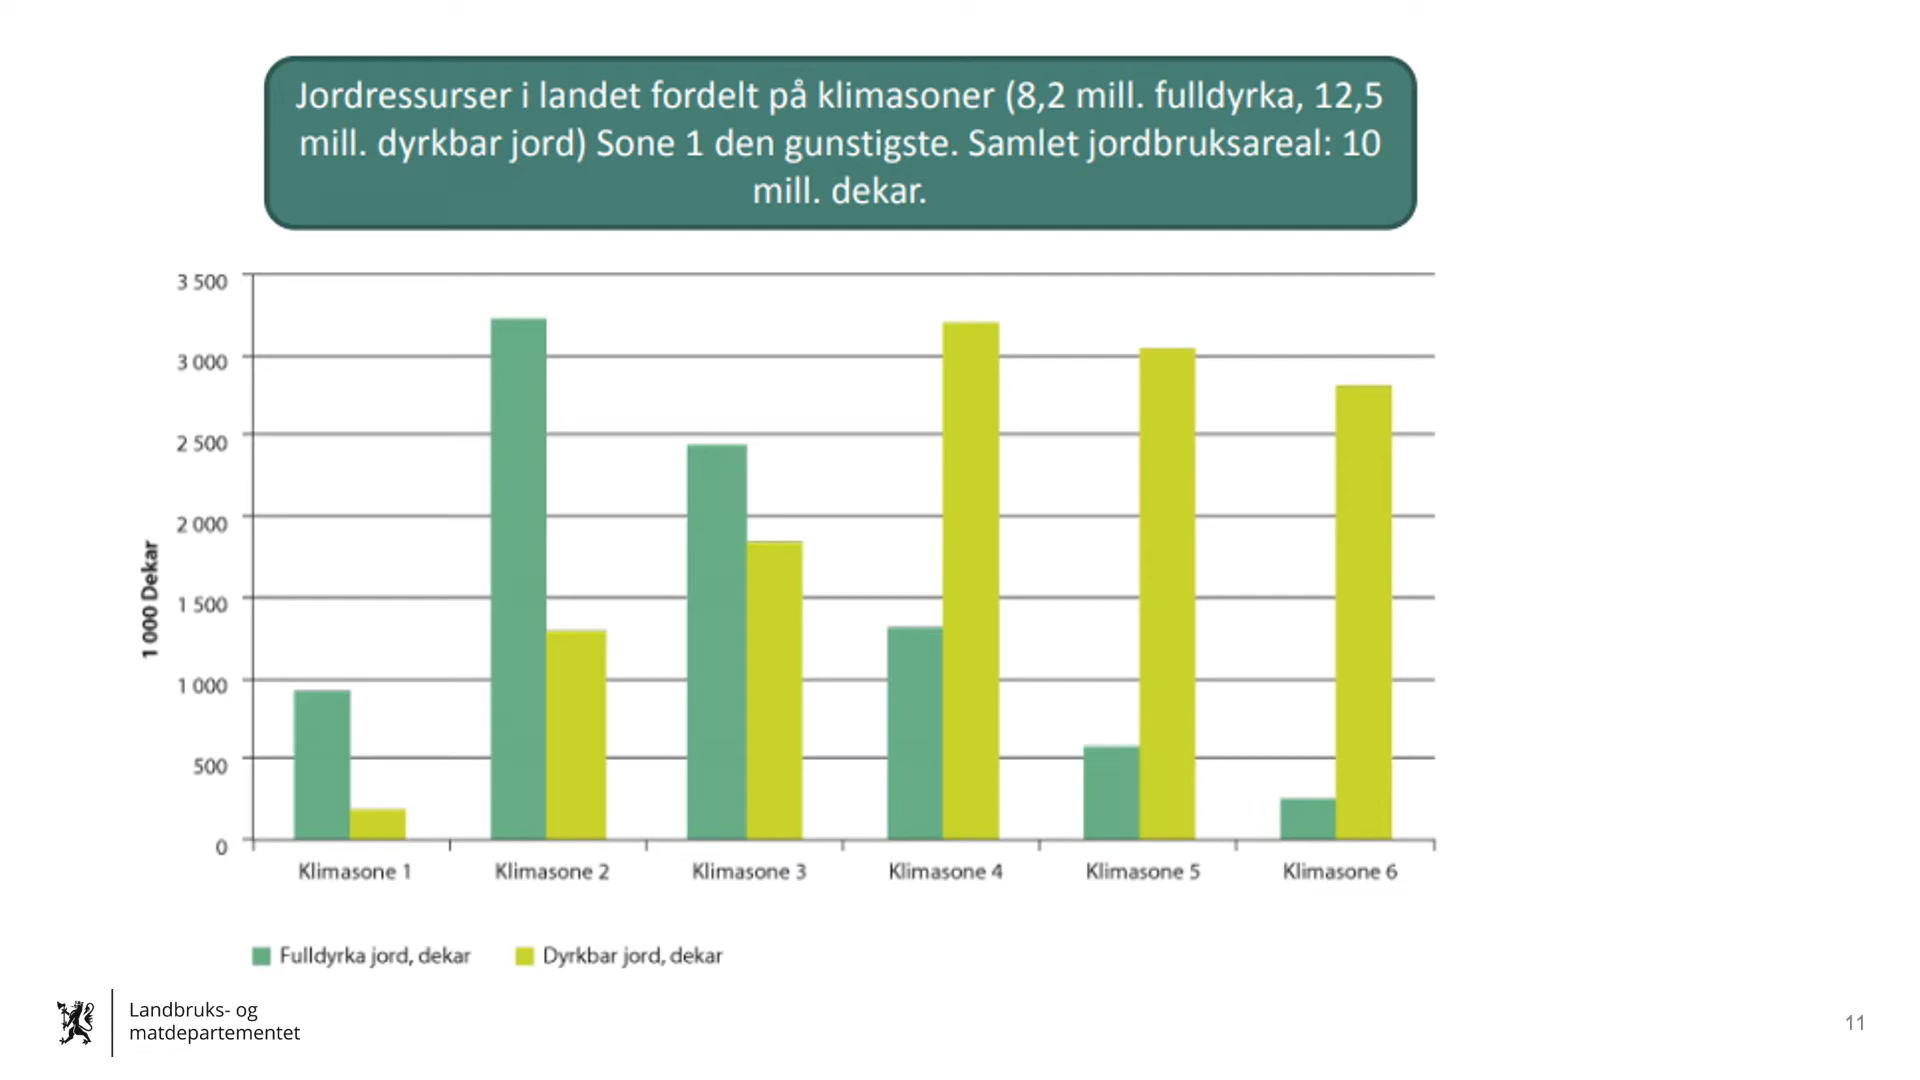 Jordressurser i landet fordelt på klimasoner (8,2 mill. fulldyrka, 12,5
mill. dyrkbar jord) Sone 1 den gunstigste. Samlet jordbruksareal: 10
mill. dekar.
3 500
3 000
2 500
2 000
1 500
1 000
500
0
1 000 Dekar
Klimasone 1
Klimasone 2
Klimasone 3
Klimasone 4
Klimasone 5
Klimasone 6
Fulldyrka jord, dekar
Dyrkbar jord, dekar
Landbruks- og
matdepartementet
11